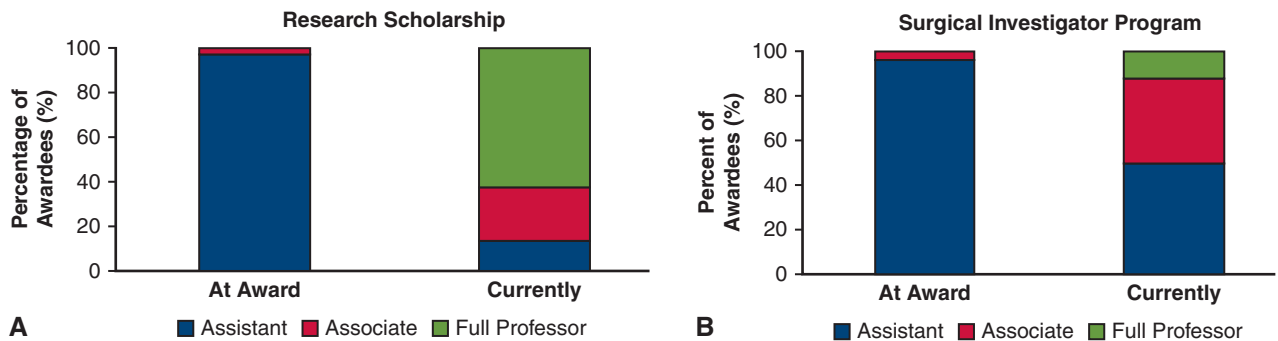 Research Scholarship
Percentage of
Awardees (%)
100
80
60
40
20
0
At Award
Currently
A
Assistant
Associate
Full Professor
Surgical Investigator Program
Percent of
Awardees (%)
100
80
60
40
20
0
At Award
Currently
B
Assistant
Associate
Full Professor